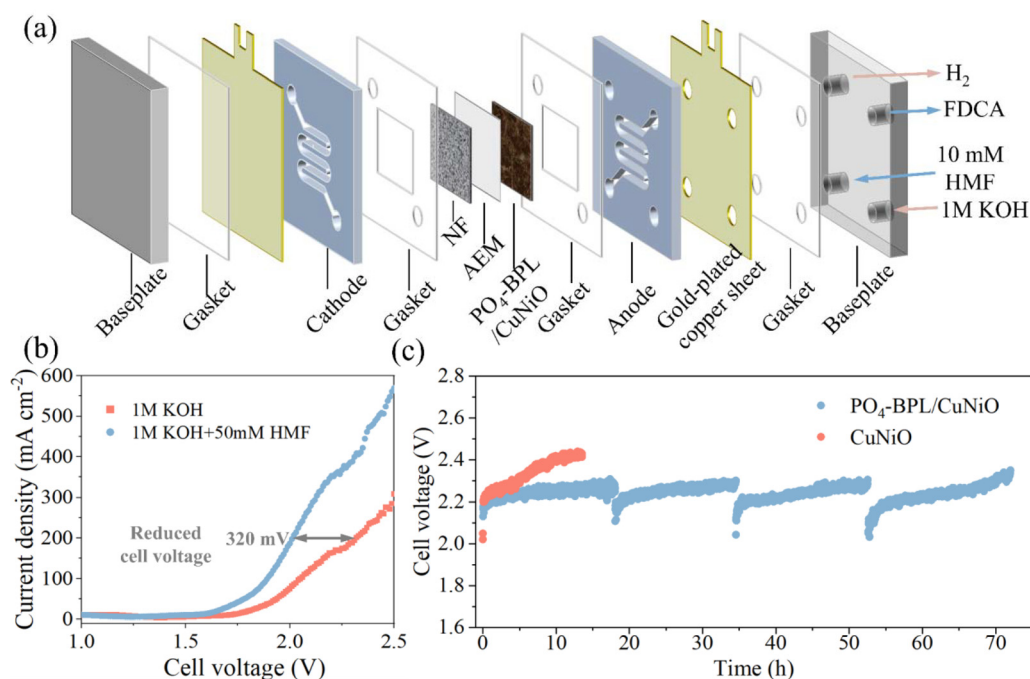 (a)
H₂
FDCA
10 mM
HMF
1M KOH
Baseplate
Gasket
Cathode
Gasket
NF
AEM
PO₄-BPL
/CuNiO
Gasket
Anode
Gold-plated
copper sheet
Gasket
Baseplate
(b)
600
500
400
300
200
100
0
Current density (mA cm⁻²)
1M KOH
1M KOH+50mM HMF
Reduced
cell voltage
320 mV
1.0
1.5
2.0
2.5
Cell voltage (V)
(c)
2.8
2.6
2.4
2.2
2.0
1.8
1.6
Cell voltage (V)
PO₄-BPL/CuNiO
CuNiO
0
10
20
30
40
50
60
70
Time (h)